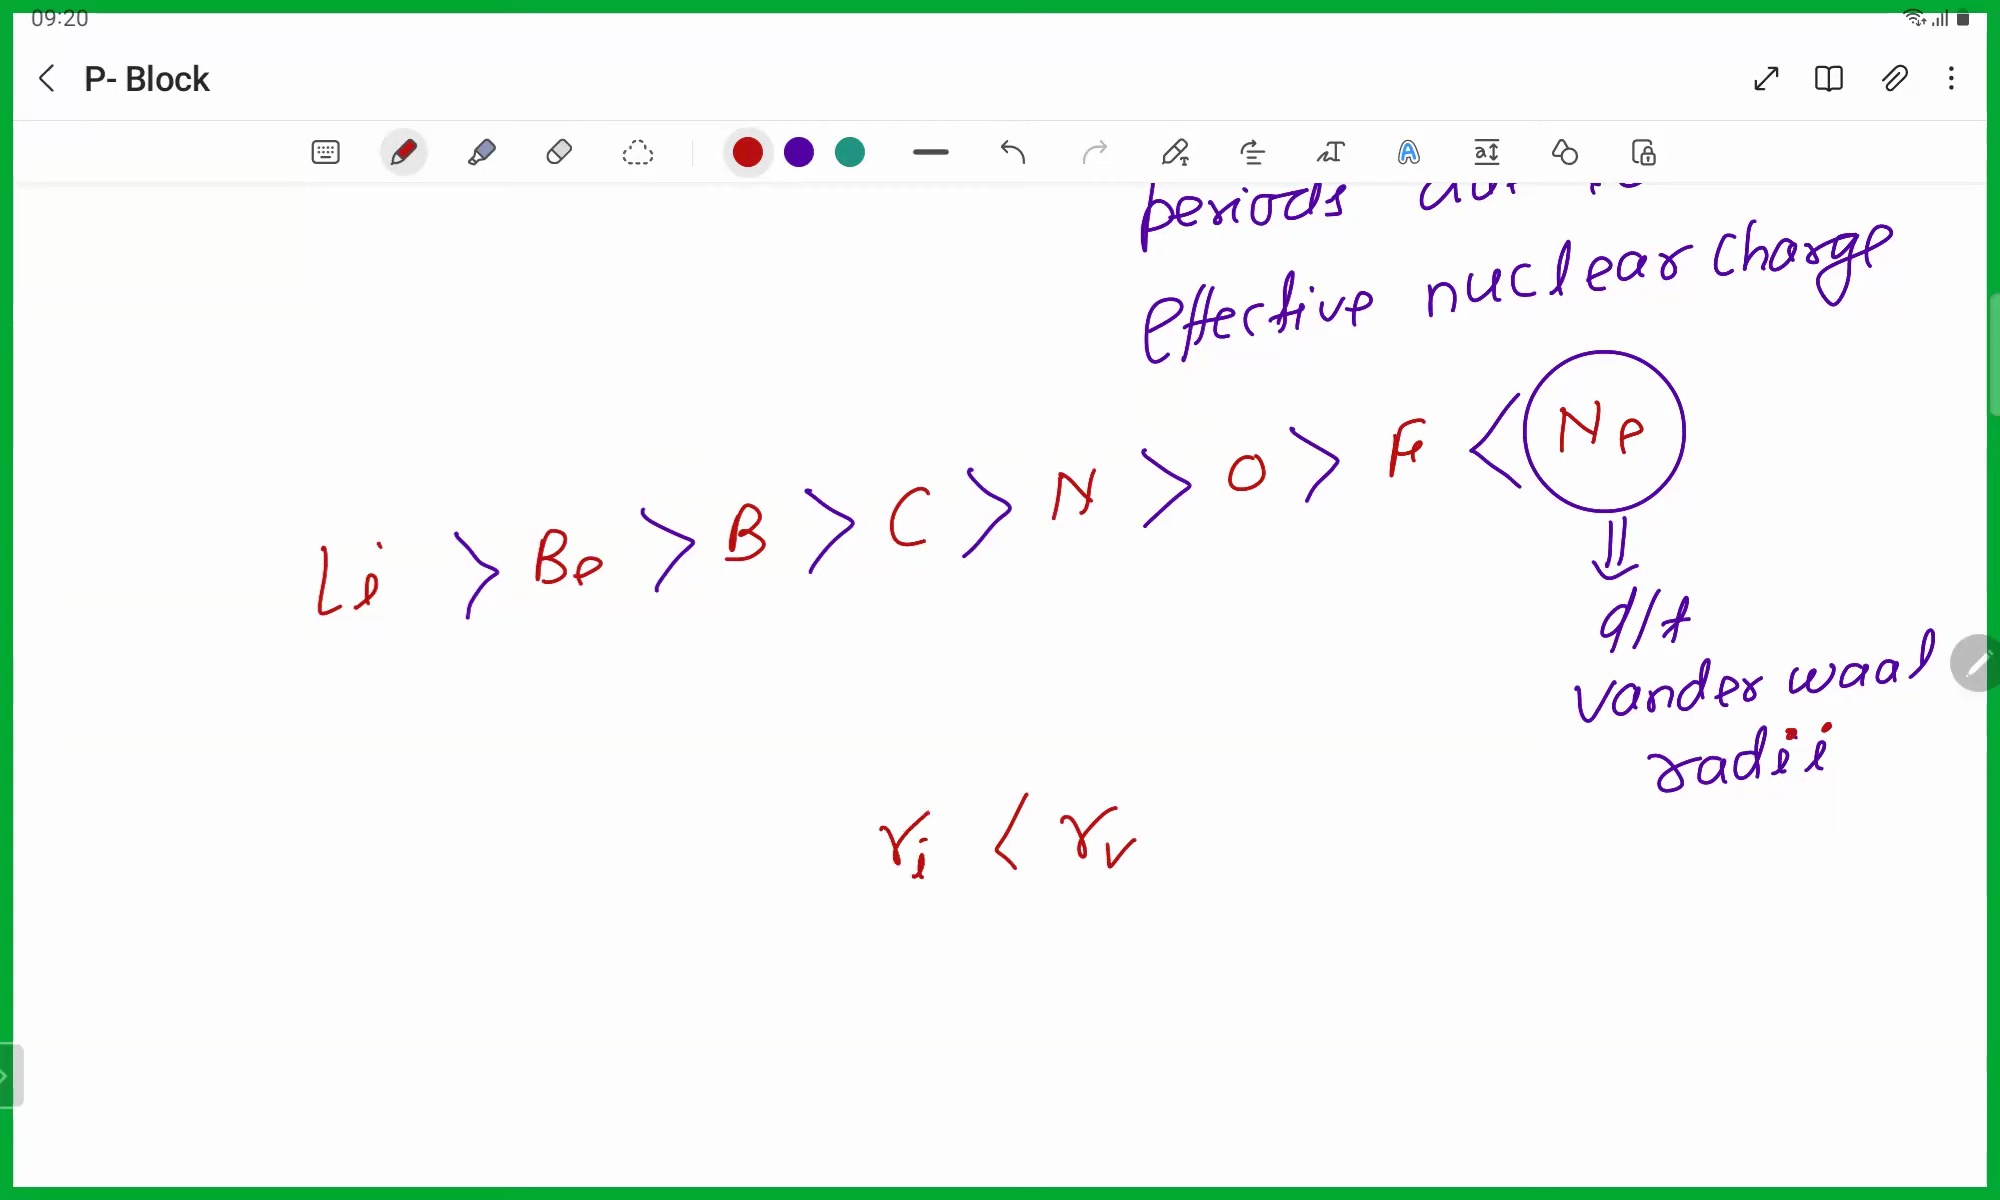 09:20
P- Block
periods
effective nuclear charge
Li > Be > B > C > N > O > F < Ne
d/t
vander waal
radii
ri < rv